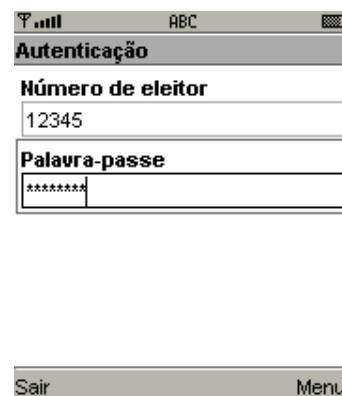 ABC
Autenticação
Número de eleitor
12345
Palavra-passe
********
Sair Menu